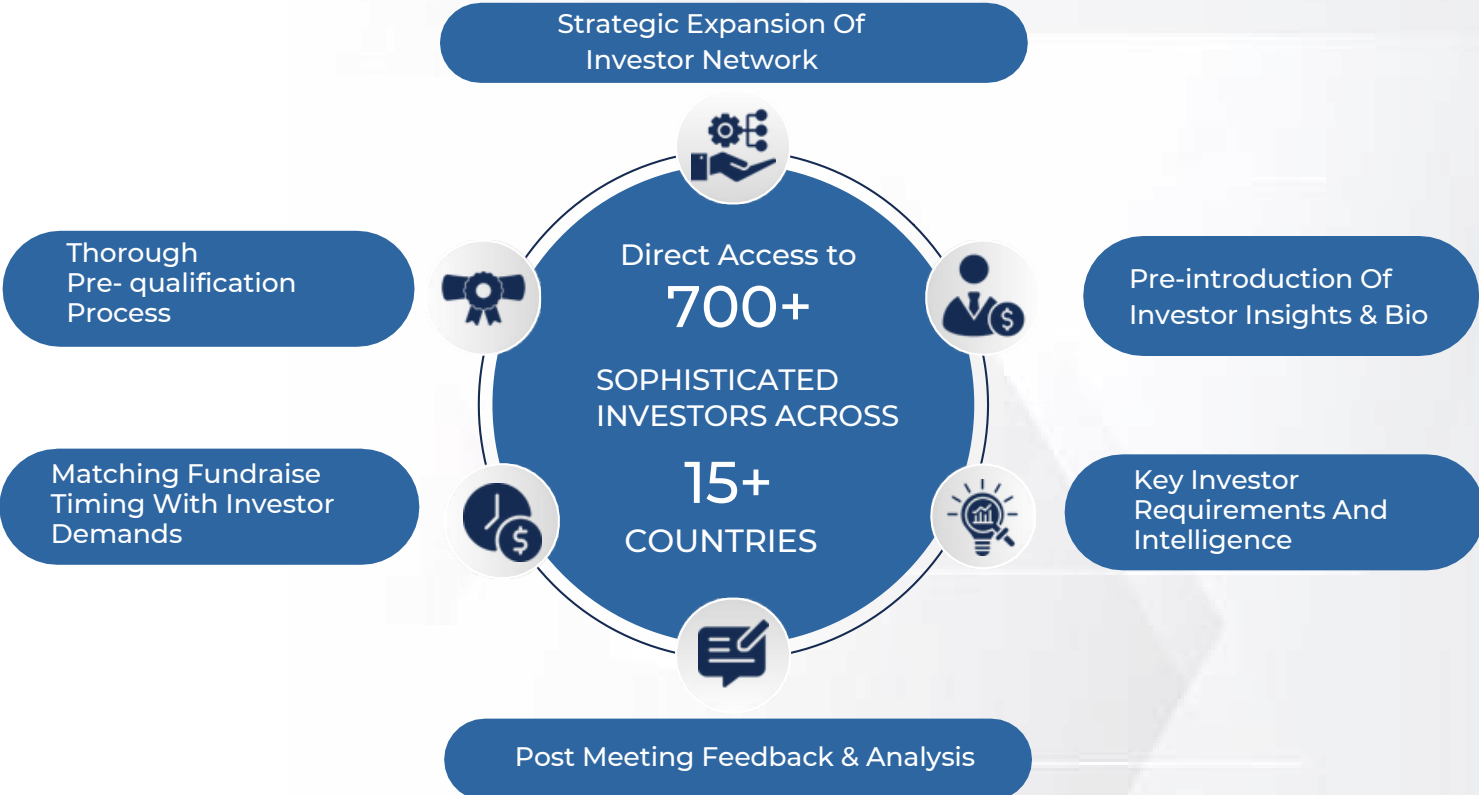 Strategic Expansion Of
Investor Network
Thorough
Pre- qualification
Process
Direct Access to
700+
SOPHISTICATED
INVESTORS ACROSS
15+
COUNTRIES
Pre-introduction Of
Investor Insights & Bio
Matching Fundraise
Timing With Investor
Demands
Key Investor
Requirements And
Intelligence
Post Meeting Feedback & Analysis